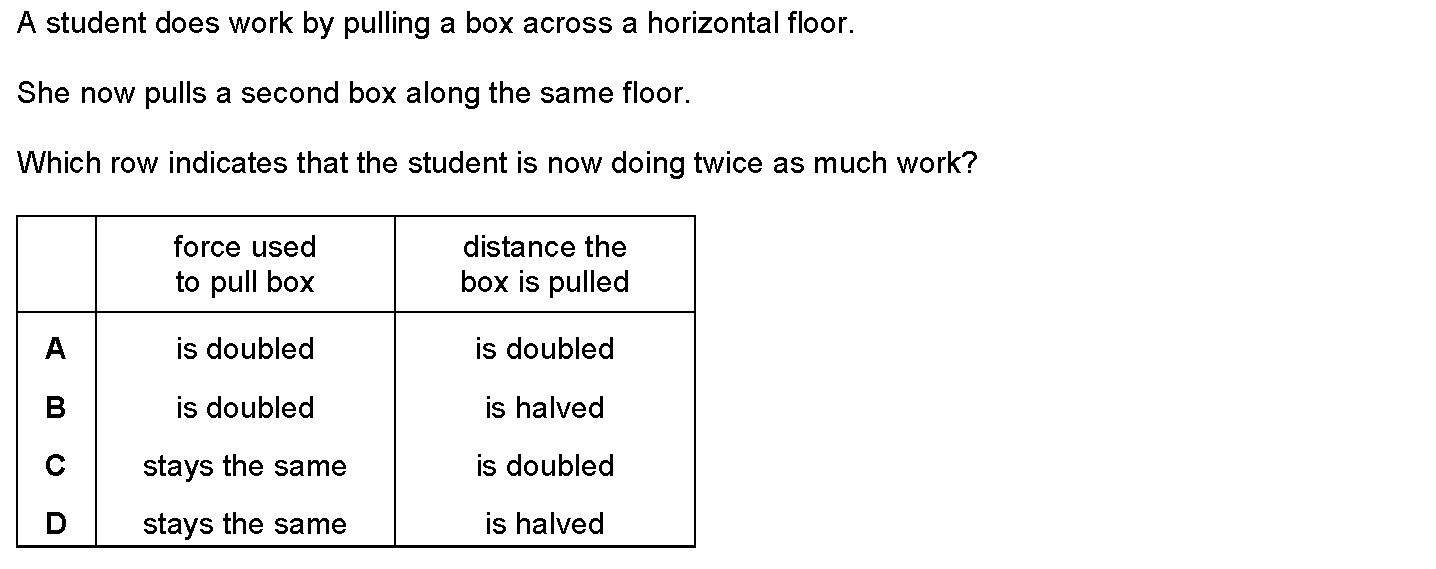 A student does work by pulling a box across a horizontal floor.
She now pulls a second box along the same floor.
Which row indicates that the student is now doing twice as much work?
force used to pull box distance the box is pulled
A is doubled is doubled
B is doubled is halved
C stays the same is doubled
D stays the same is halved